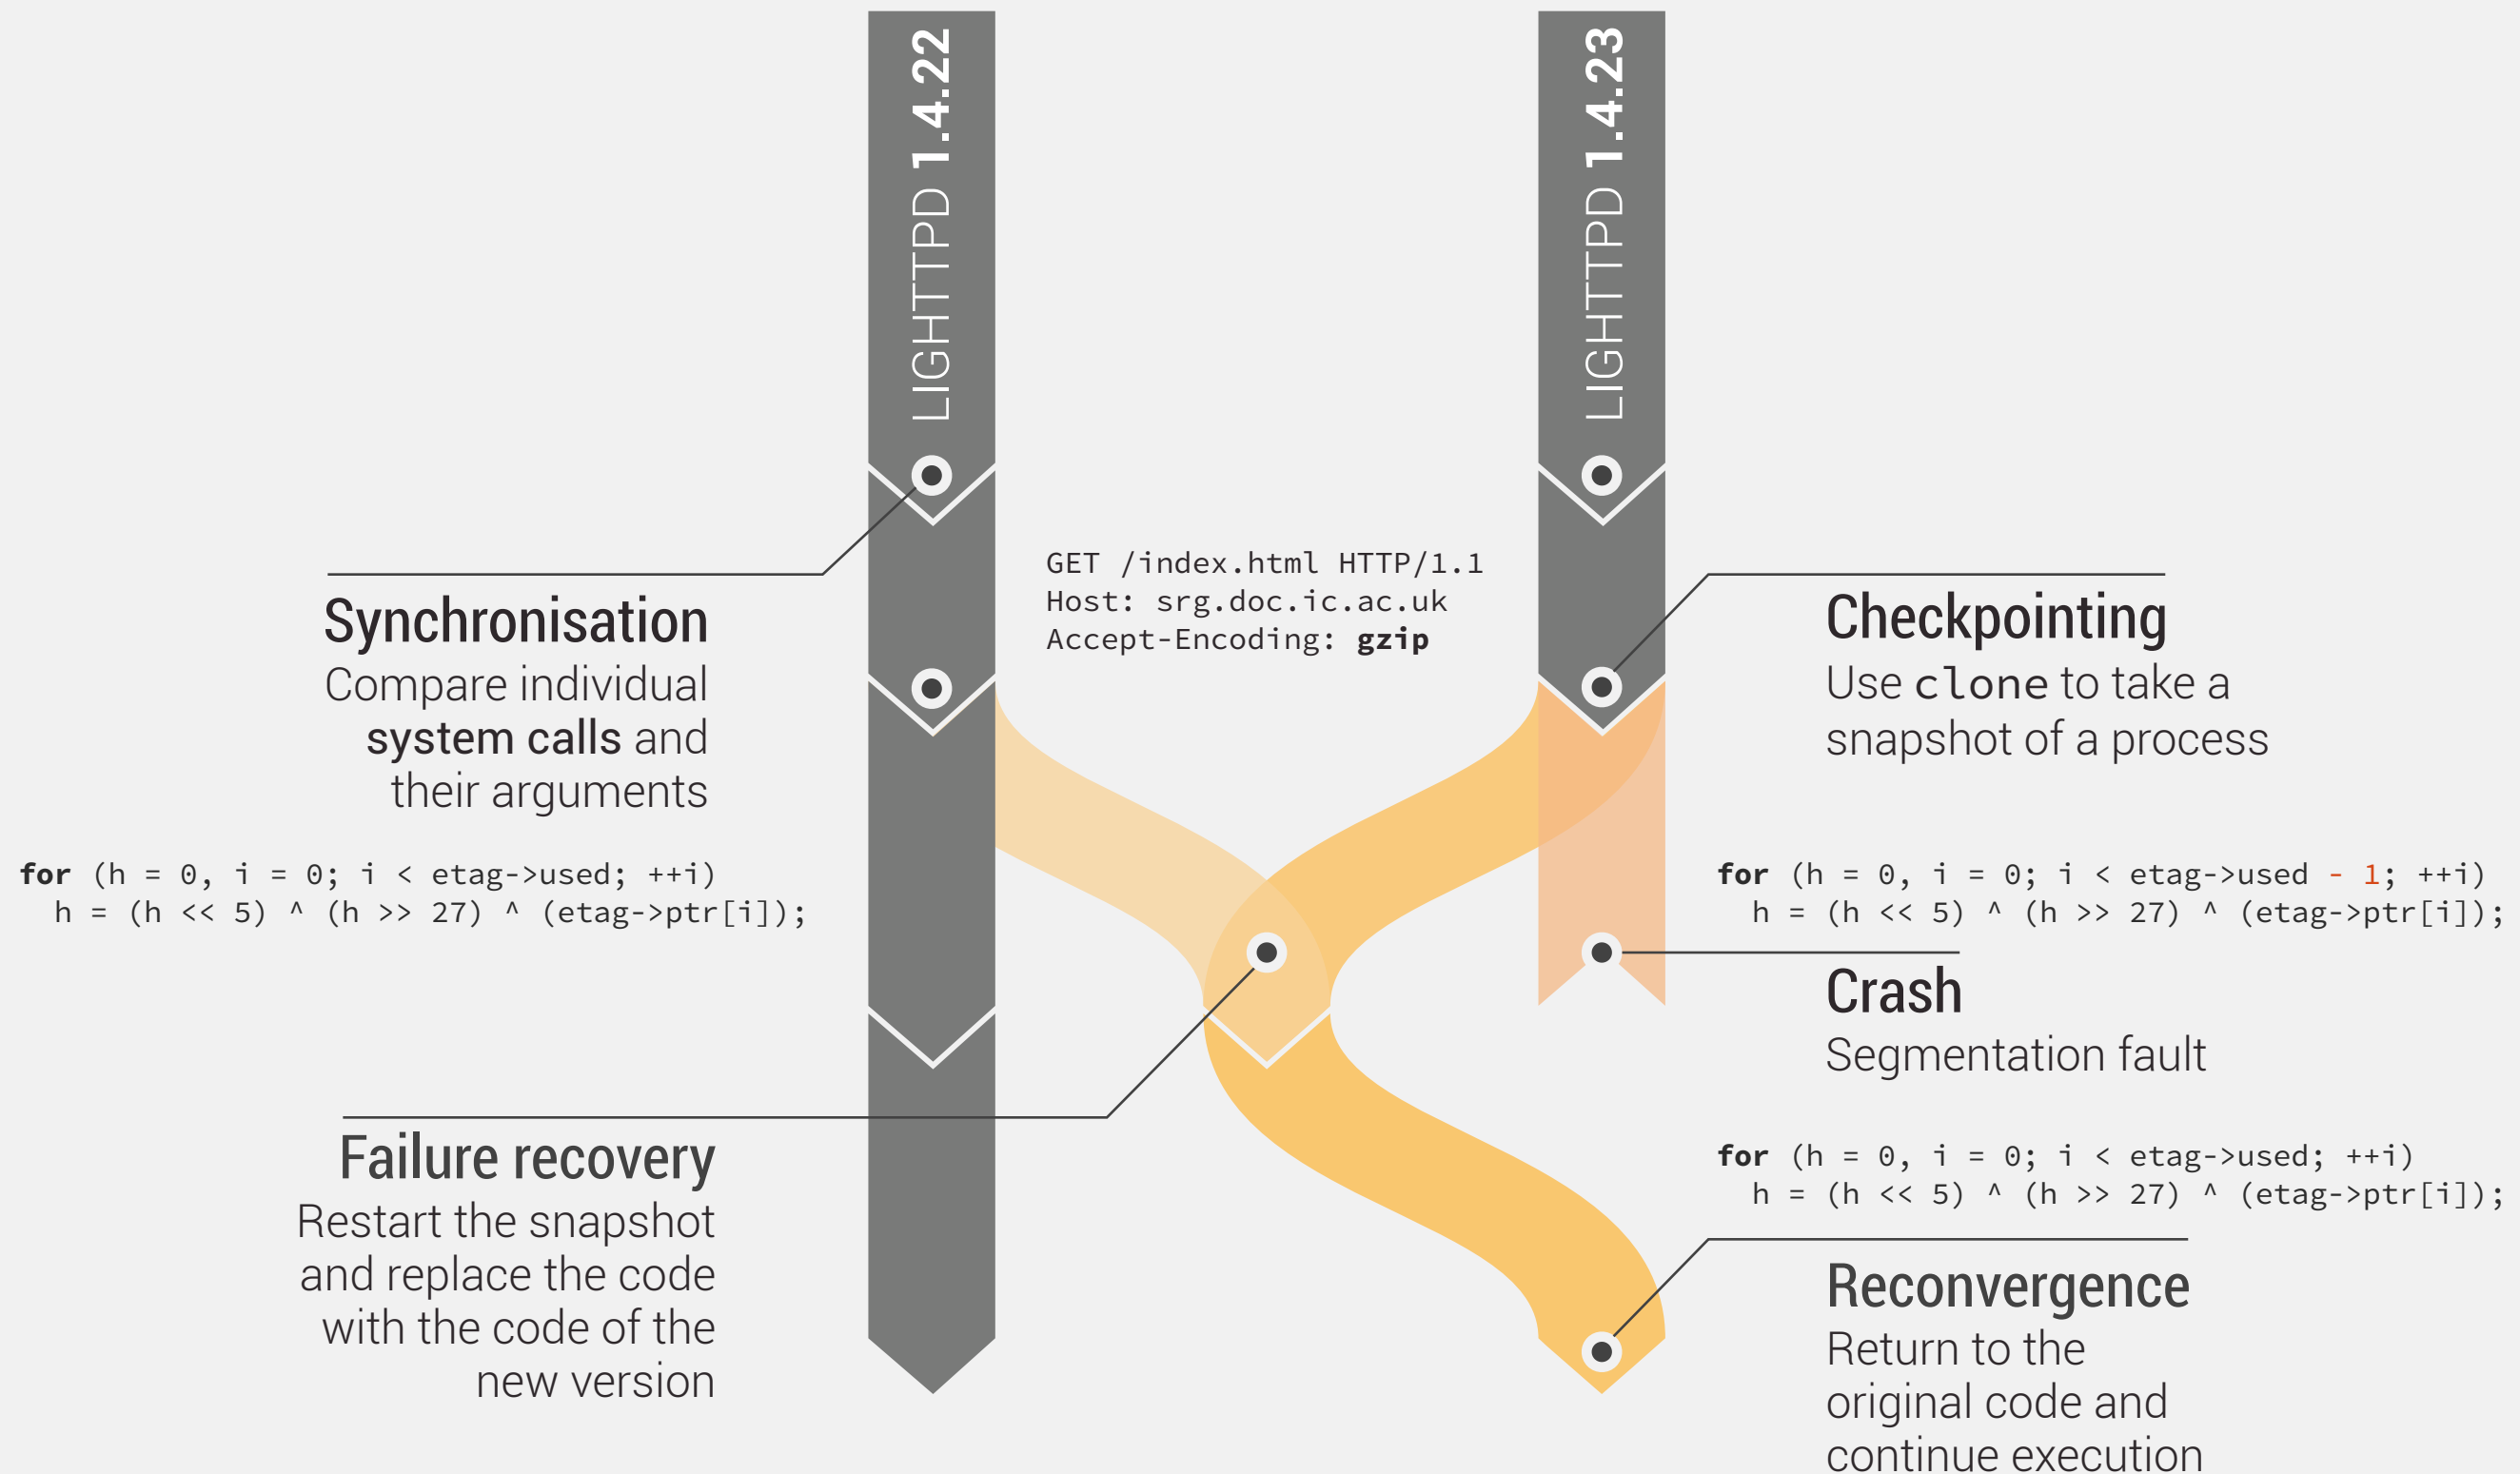 LIGHTTPD 1.4.22
LIGHTTPD 1.4.23
GET /index.html HTTP/1.1
Host: srg.doc.ic.ac.uk
Accept-Encoding: gzip
Synchronisation
Compare individual
system calls and
their arguments
Checkpointing
Use clone to take a
snapshot of a process
for (h = 0, i = 0; i < etag->used; ++i)
h = (h << 5) ^ (h >> 27) ^ (etag->ptr[i]);
for (h = 0, i = 0; i < etag->used - 1; ++i)
h = (h << 5) ^ (h >> 27) ^ (etag->ptr[i]);
Crash
Segmentation fault
Failure recovery
Restart the snapshot
and replace the code
with the code of the
new version
for (h = 0, i = 0; i < etag->used; ++i)
h = (h << 5) ^ (h >> 27) ^ (etag->ptr[i]);
Reconvergence
Return to the
original code and
continue execution